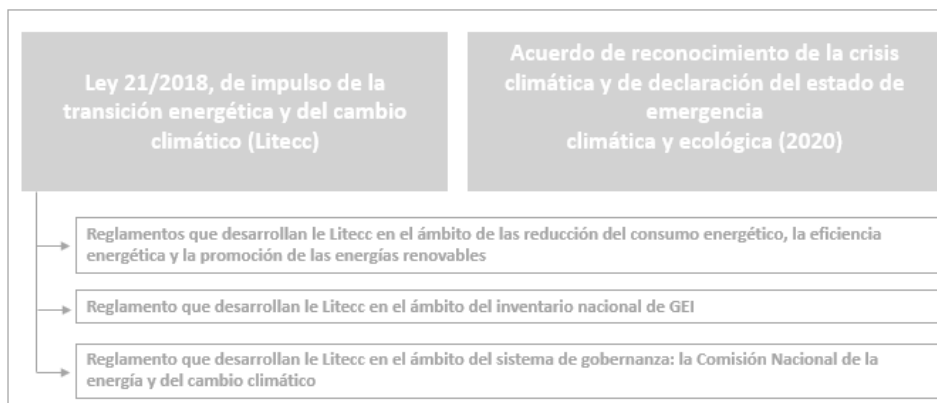 Ley 21/2018, de impulso de la
transición energética y del cambio
climático (Litecc)
Acuerdo de reconocimiento de la crisis
climática y de declaración del estado de
emergencia
climática y ecológica (2020)
Reglamentos que desarrollan le Litecc en el ámbito de las reducción del consumo energético, la eficiencia
energética y la promoción de las energías renovables
Reglamento que desarrollan le Litecc en el ámbito del inventario nacional de GEI
Reglamento que desarrollan le Litecc en el ámbito del sistema de gobernanza: la Comisión Nacional de la
energía y del cambio climático